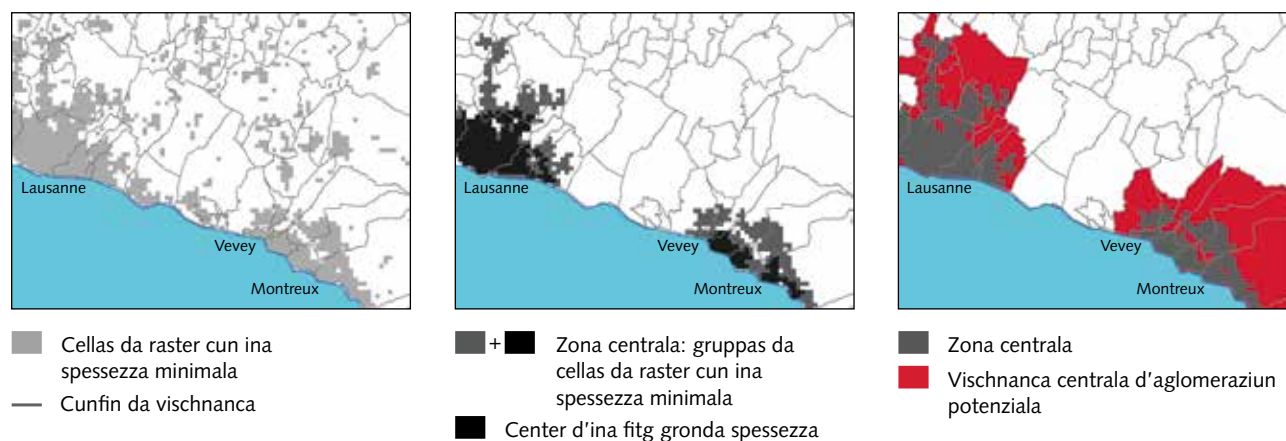 Lausanne
Vevey
Montreux
Cellas da raster cun ina
spessezza minimala
Cunfin da vischnanca
Lausanne
Vevey
Montreux
+
Zona centrala: gruppas da
cellas da raster cun ina
spessezza minimala
Center d'ina fitg gronda spessezza
Lausanne
Vevey
Montreux
Zona centrala
Vischnanca centrala d'aglomeraziun
potenziala